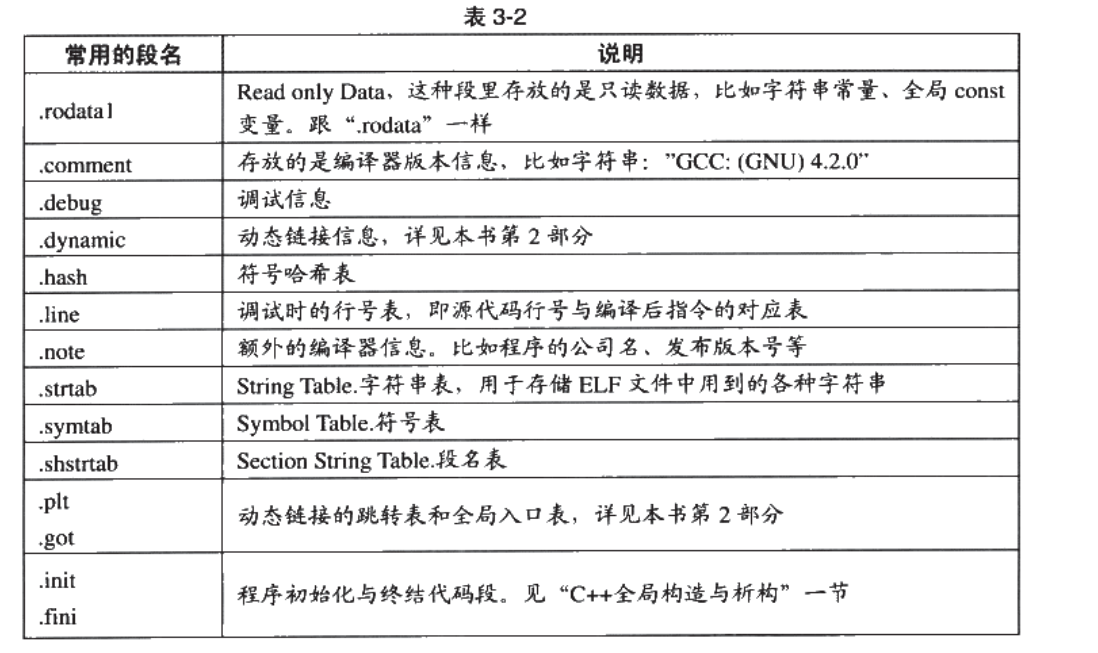 表 3-2
常用的段名 说明
.rodata1 Read only Data，这种段里存放的是只读数据，比如字符串常量、全局 const
变量。跟“.rodata”一样
.comment 存放的是编译器版本信息，比如字符串：”GCC: (GNU) 4.2.0”
.debug 调试信息
.dynamic 动态链接信息，详见本书第 2 部分
.hash 符号哈希表
.line 调试时的行号表，即源代码行号与编译后指令的对应表
.note 额外的编译器信息。比如程序的公司名、发布版本号等
.strtab String Table.字符串表，用于存储 ELF 文件中用到的各种字符串
.symtab Symbol Table.符号表
.shstrtab Section String Table.段名表
.plt
.got
动态链接的跳转表和全局入口表，详见本书第 2 部分
.init
.fini
程序初始化与终结代码段。见“C++全局构造与析构”一节